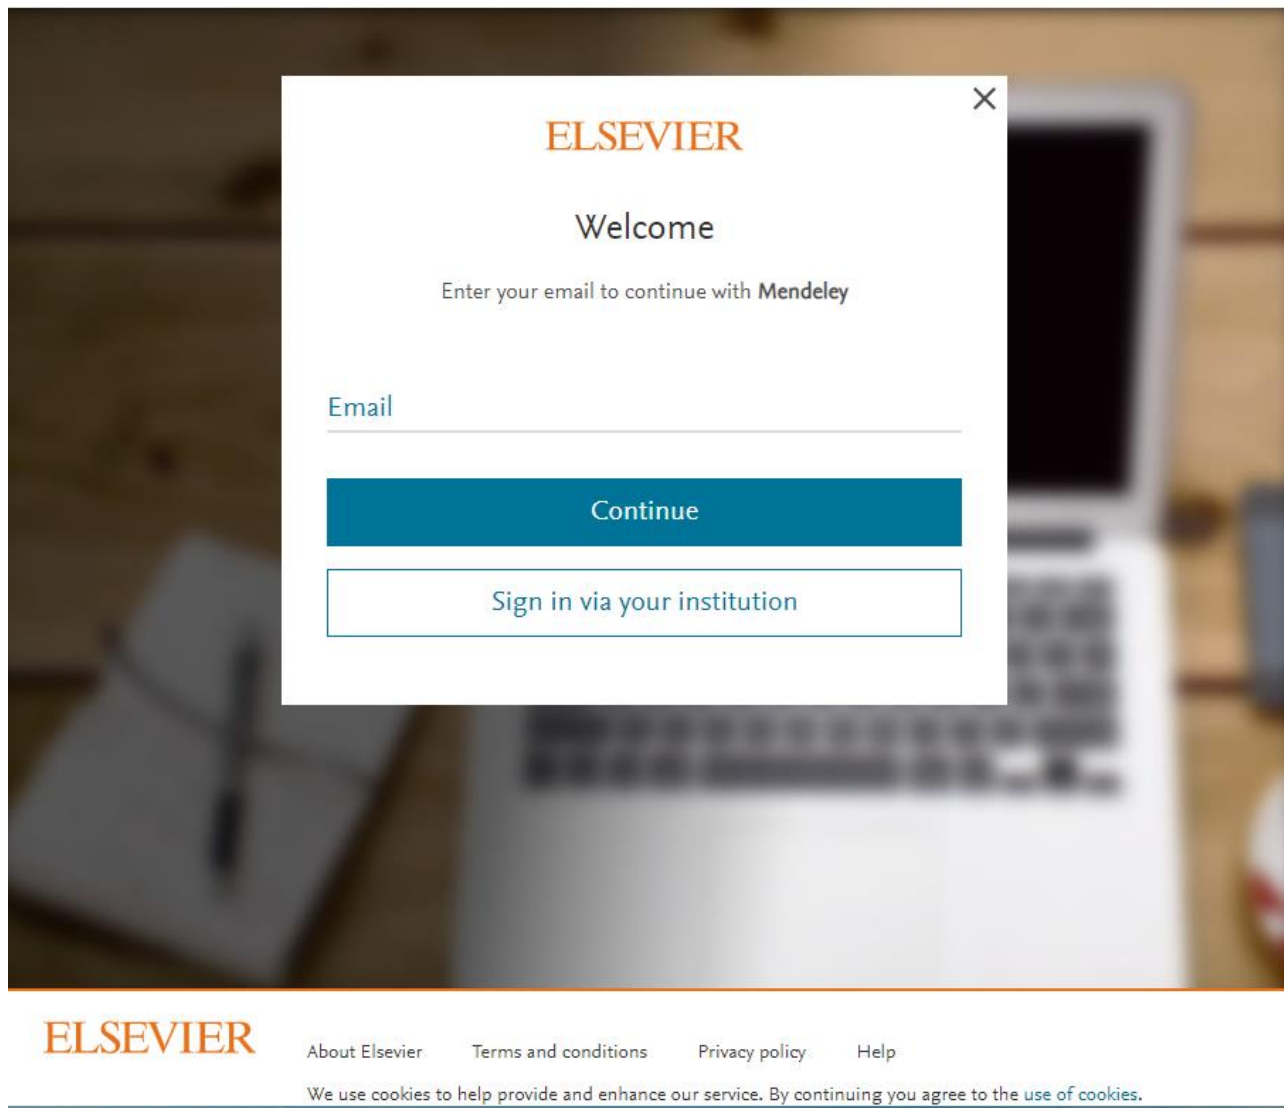 ELSEVIER
Welcome
Enter your email to continue with Mendeley
Email
Continue
Sign in via your institution
ELSEVIER
About Elsevier Terms and conditions Privacy policy Help
We use cookies to help provide and enhance our service. By continuing you agree to the use of cookies.